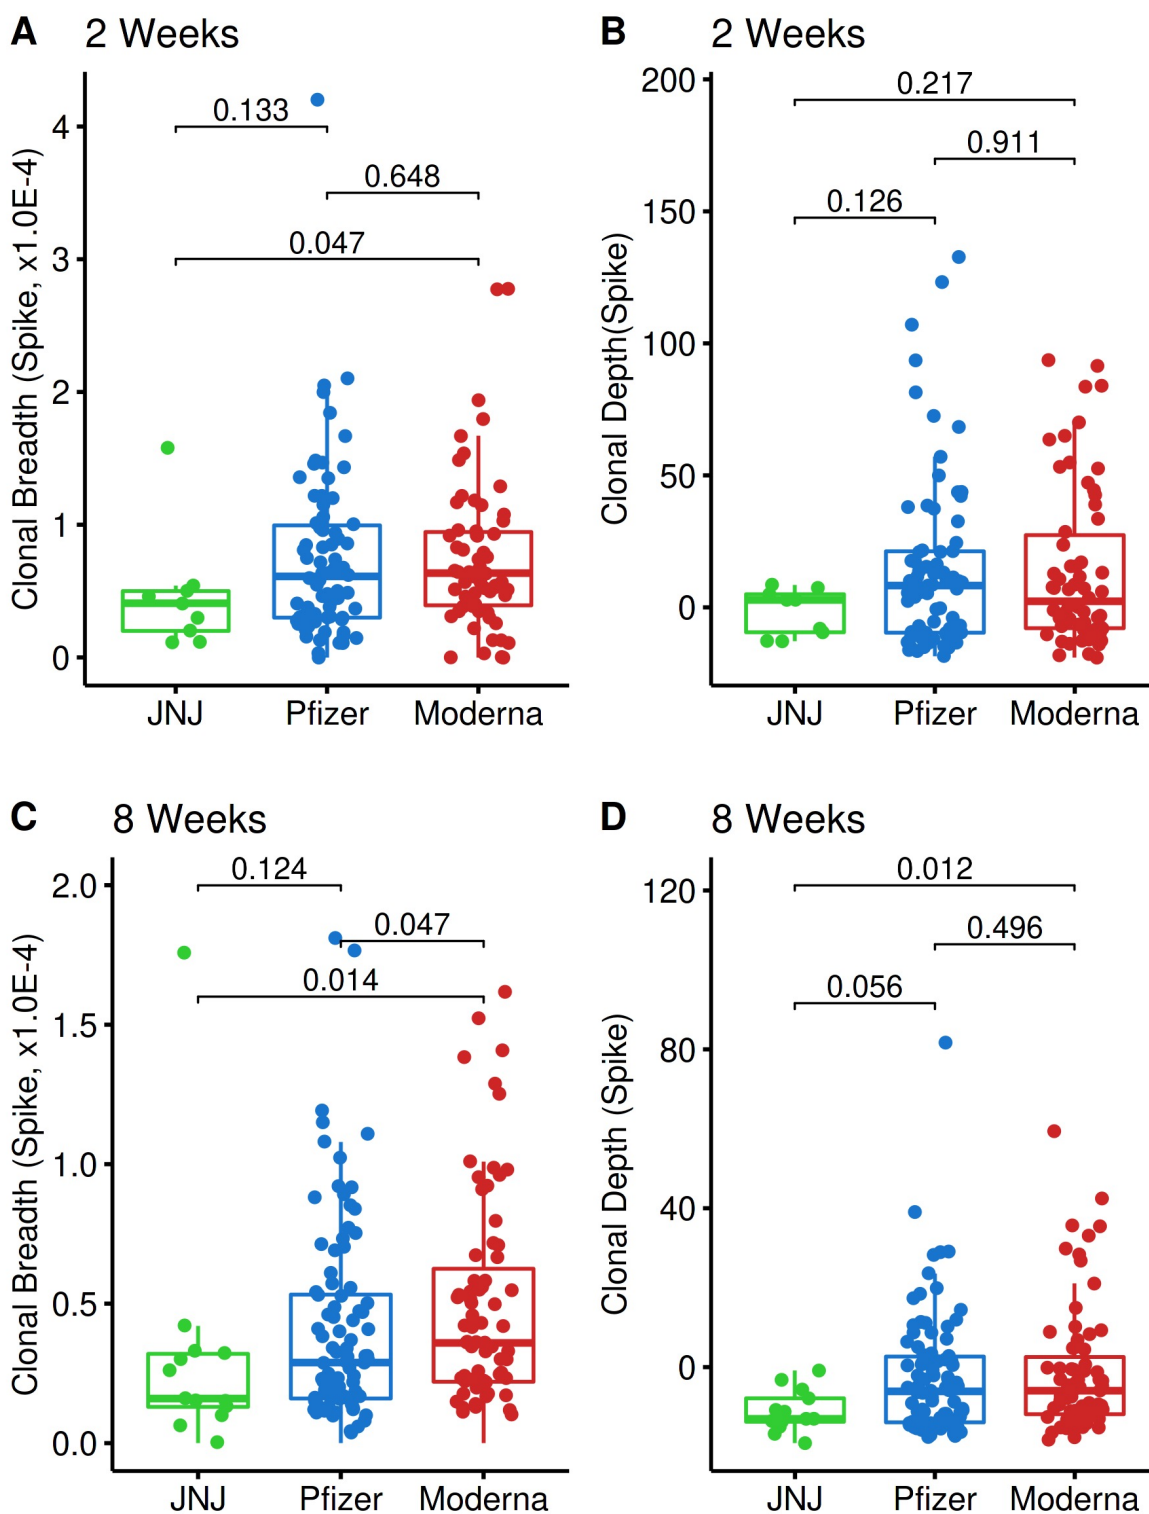 A 2 Weeks
Clonal Breadth (Spike, x1.0E-4)
4
3
2
1
0
0.133
0.648
0.047
JNJ Pfizer Moderna
B 2 Weeks
Clonal Depth(Spike)
200
150
100
50
0
0.217
0.911
0.126
JNJ Pfizer Moderna
C 8 Weeks
Clonal Breadth (Spike, x1.0E-4)
2.0
1.5
1.0
0.5
0.0
0.124
0.047
0.014
JNJ Pfizer Moderna
D 8 Weeks
Clonal Depth (Spike)
120
80
40
0
0.012
0.496
0.056
JNJ Pfizer Moderna